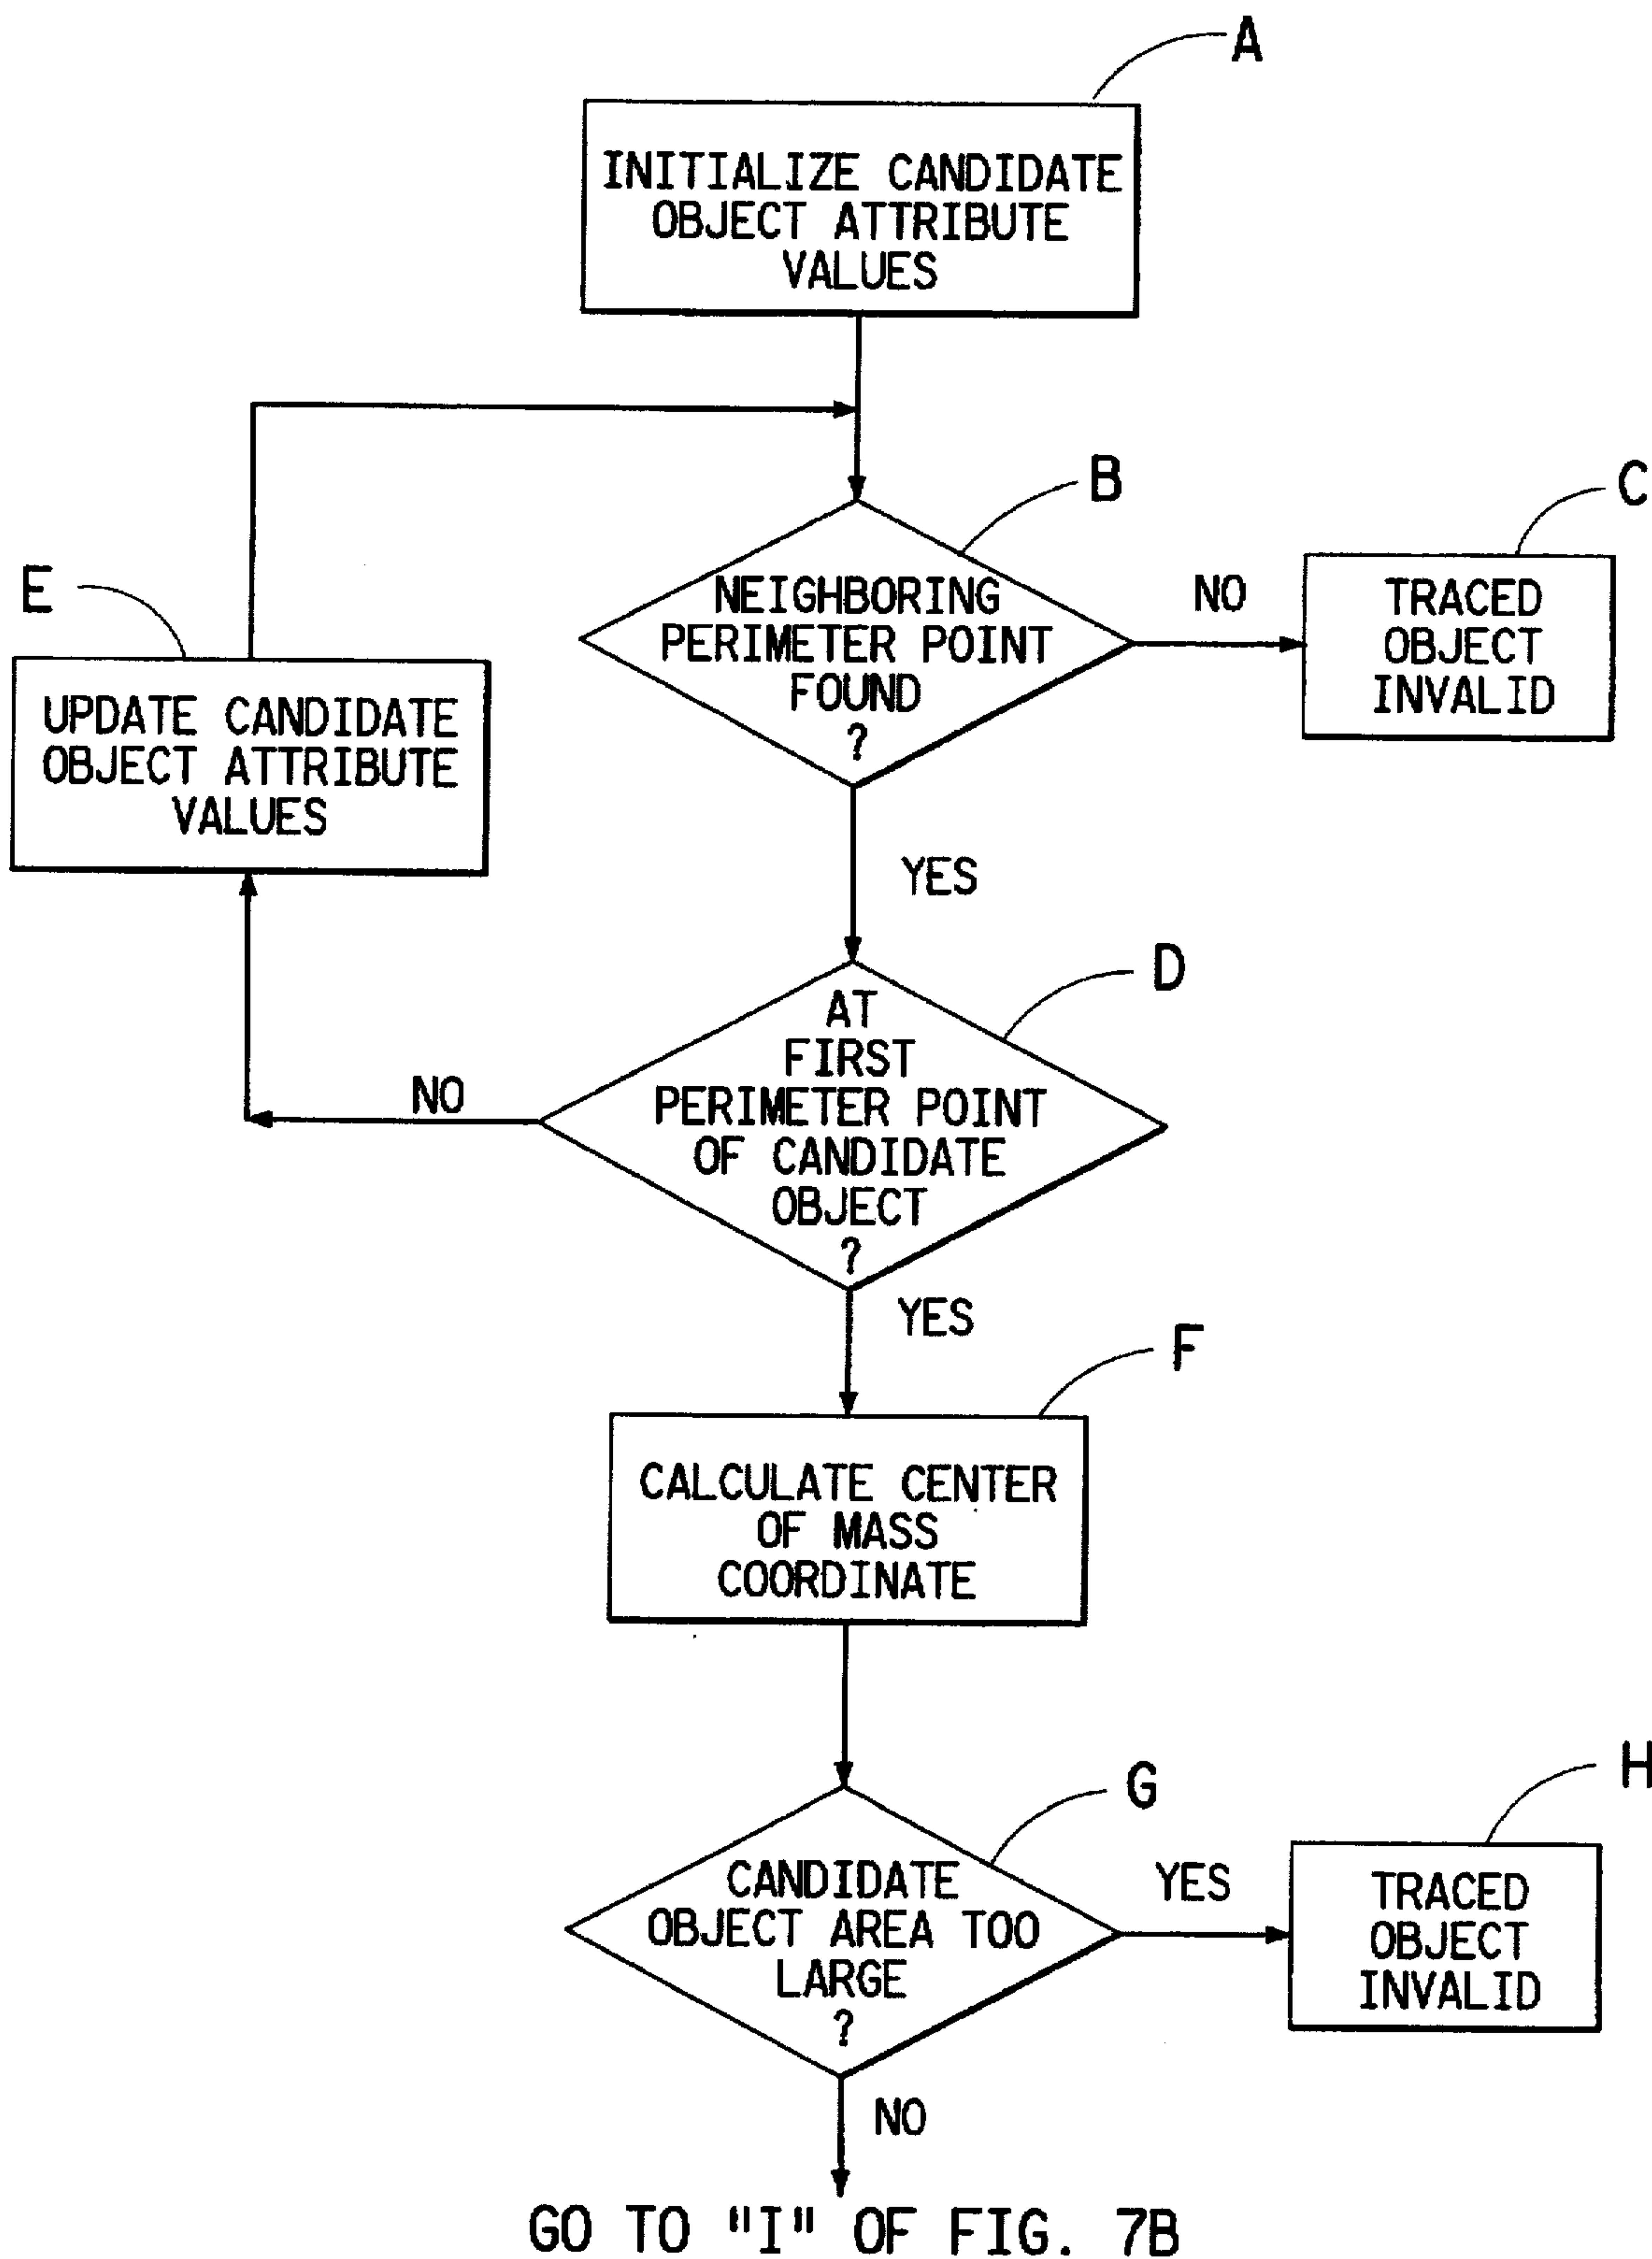 A
INITIALIZE CANDIDATE
OBJECT ATTRIBUTE
VALUES
B
NEIGHBORING
PERIMETER POINT
FOUND
?
NO
C
TRACED
OBJECT
INVALID
E
UPDATE CANDIDATE
OBJECT ATTRIBUTE
VALUES
YES
D
AT
FIRST
PERIMETER POINT
OF CANDIDATE
OBJECT
?
NO
YES
F
CALCULATE CENTER
OF MASS
COORDINATE
G
CANDIDATE
OBJECT AREA TOO
LARGE
?
YES
H
TRACED
OBJECT
INVALID
NO
GO TO "I" OF FIG. 7B